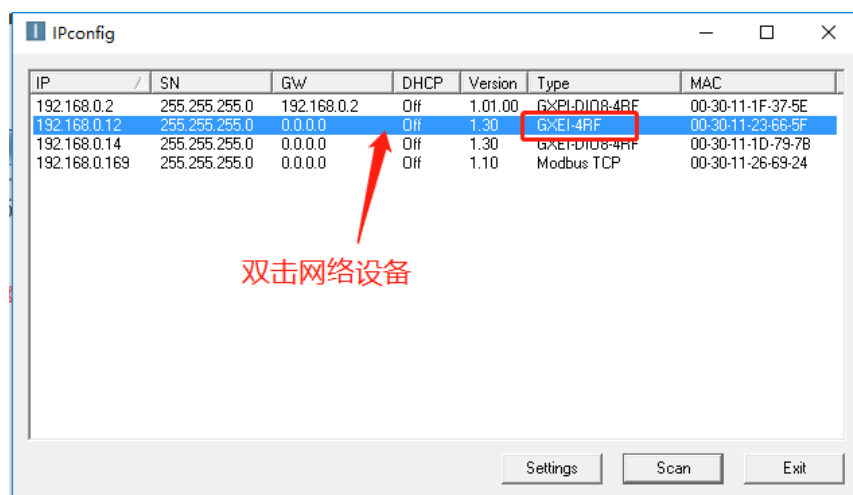 IPconfig
IP / SN GW DHCP Version Type MAC
192.168.0.2 255.255.255.0 192.168.0.2 Off 1.01.00 GXPI-DIO8-4RF 00-30-11-1F-37-5E
192.168.0.12 255.255.255.0 0.0.0.0 Off 1.30 GXEI-4RF 00-30-11-23-66-5F
192.168.0.14 255.255.255.0 0.0.0.0 Off 1.30 GXEI-DIO8-4RF 00-30-11-1D-79-7B
192.168.0.169 255.255.255.0 0.0.0.0 Off 1.10 Modbus TCP 00-30-11-26-69-24
双击网络设备
Settings Scan Exit